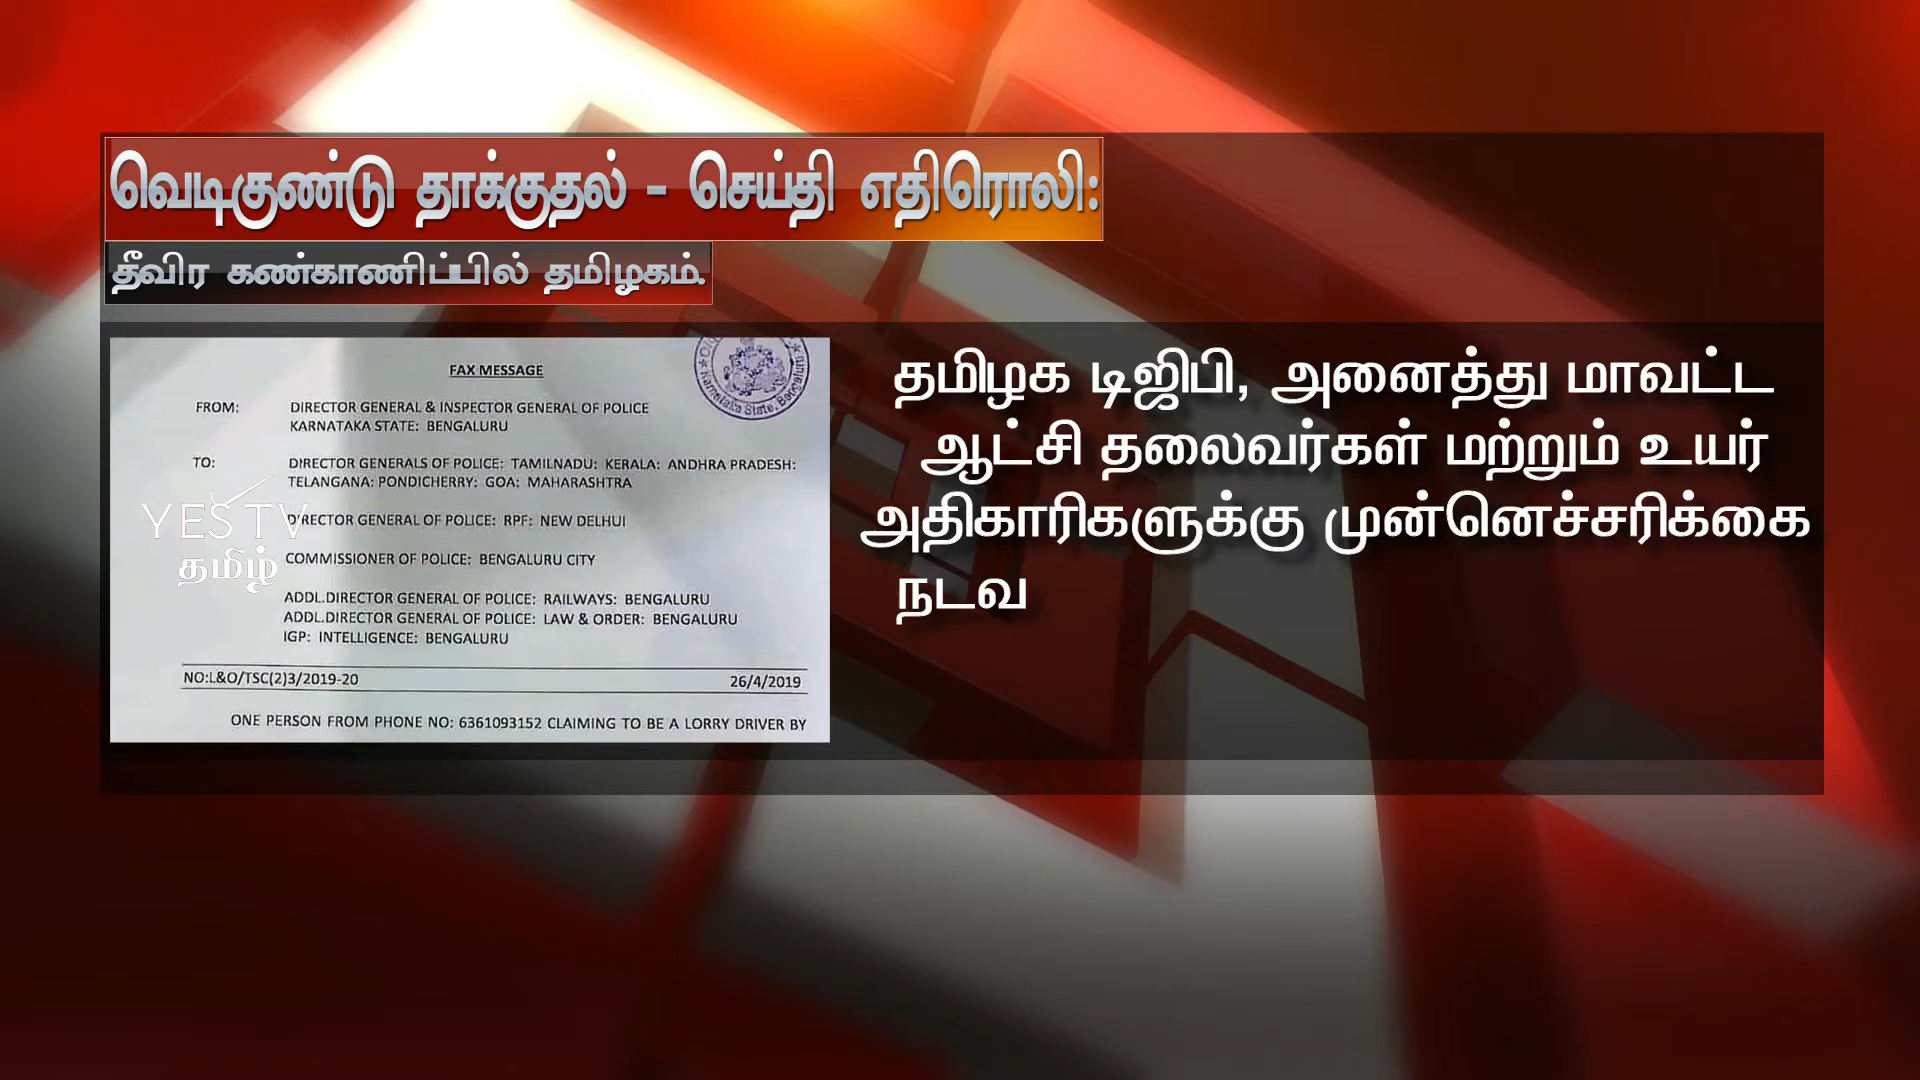 வெடிகுண்டு தாக்குதல் - செய்தி எதிரொலி:
தீவிர கண்காணிப்பில் தமிழகம்.
FAX MESSAGE
Karnataka State, Bengaluru
FROM: DIRECTOR GENERAL & INSPECTOR GENERAL OF POLICE
KARNATAKA STATE: BENGALURU
TO: DIRECTOR GENERALS OF POLICE: TAMILNADU: KERALA: ANDHRA PRADESH:
TELANGANA: PONDICHERRY: GOA: MAHARASHTRA
DIRECTOR GENERAL OF POLICE: RPF: NEW DELHUI
COMMISSIONER OF POLICE: BENGALURU CITY
ADDL.DIRECTOR GENERAL OF POLICE: RAILWAYS: BENGALURU
ADDL.DIRECTOR GENERAL OF POLICE: LAW & ORDER: BENGALURU
IGP: INTELLIGENCE: BENGALURU
NO:L&O/TSC(2)3/2019-20 26/4/2019
ONE PERSON FROM PHONE NO: 6361093152 CLAIMING TO BE A LORRY DRIVER BY
YES TV
தமிழ்
தமிழக டிஜிபி, அனைத்து மாவட்ட
ஆட்சி தலைவர்கள் மற்றும் உயர்
அதிகாரிகளுக்கு முன்னெச்சரிக்கை
நடவ